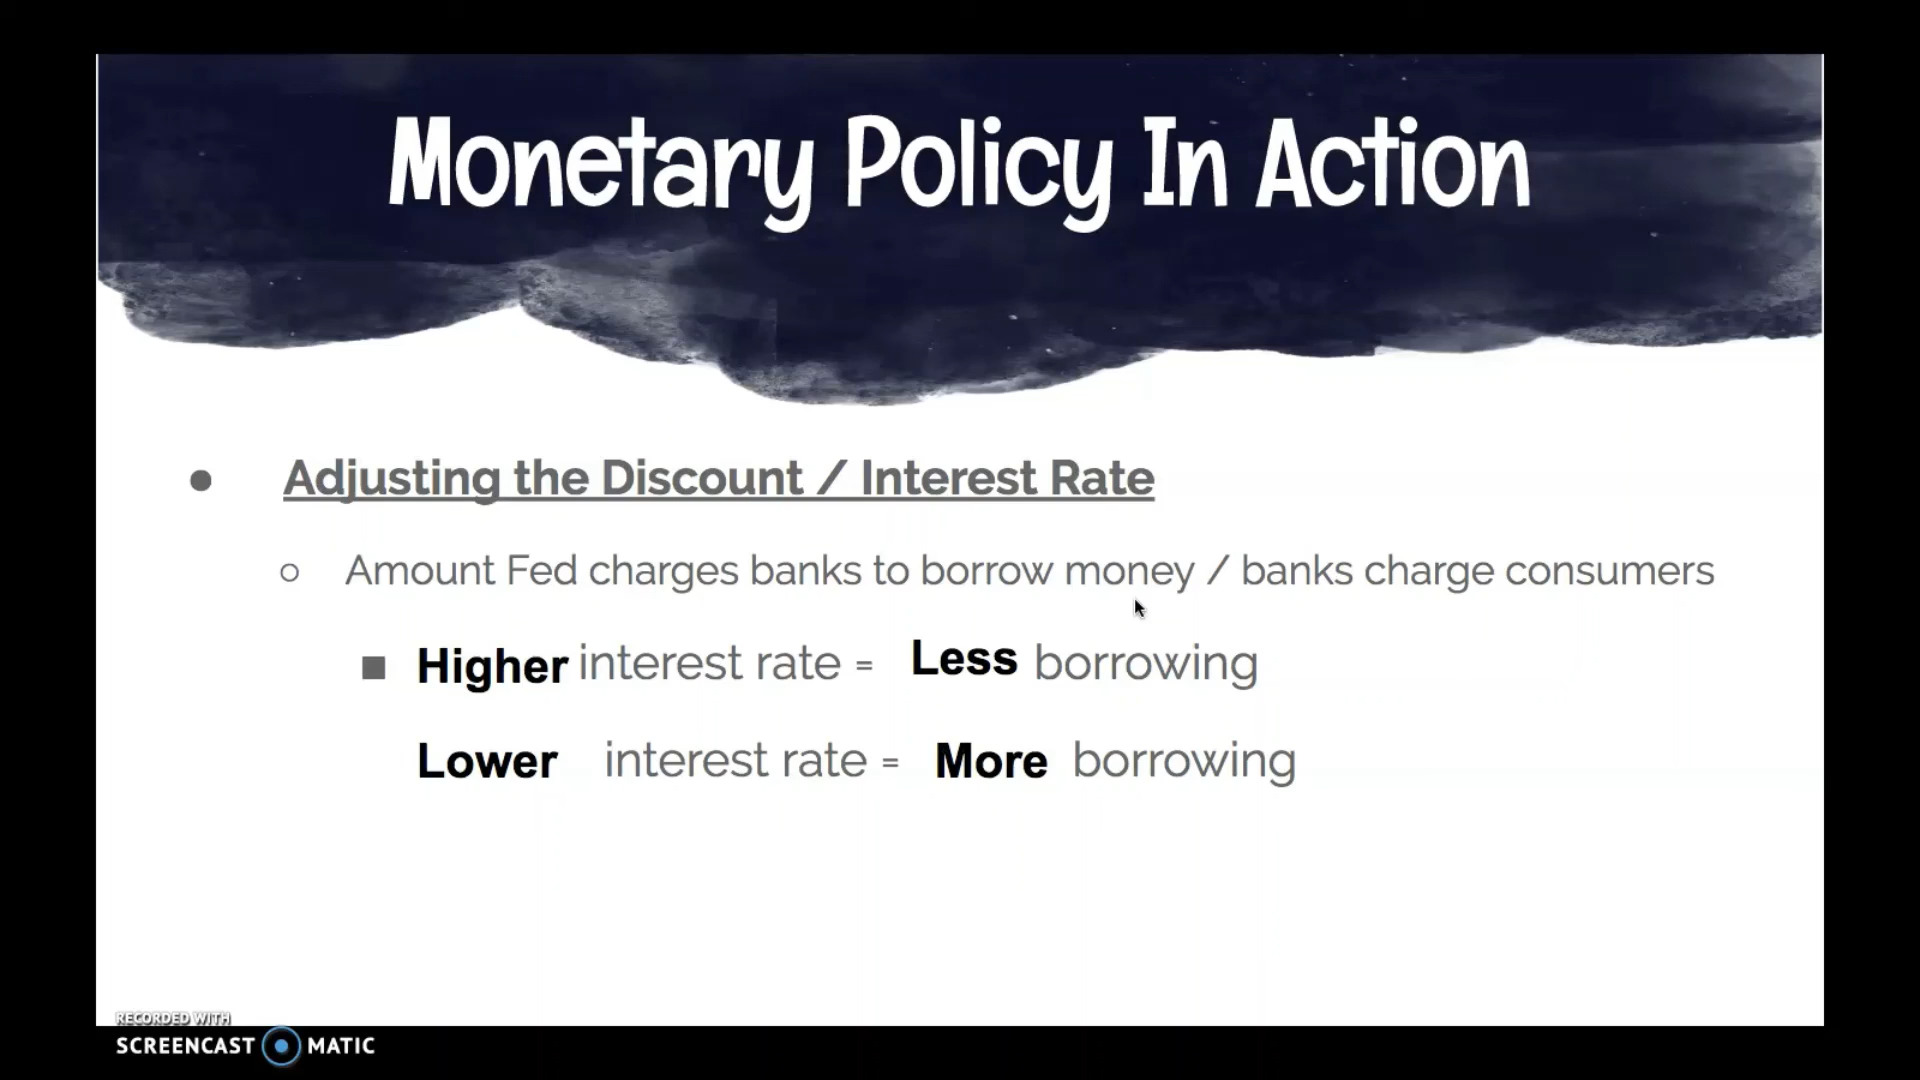 Monetary Policy In Action
● Adjusting the Discount / Interest Rate
○ Amount Fed charges banks to borrow money / banks charge consumers
■ Higher interest rate = Less borrowing
Lower interest rate = More borrowing
RECORDED WITH
SCREENCAST MATIC